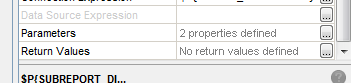 Data Source Expression
Parameters 2 properties defined ...
Return Values No return values defined ...
$P{SUBREPORT_DI...